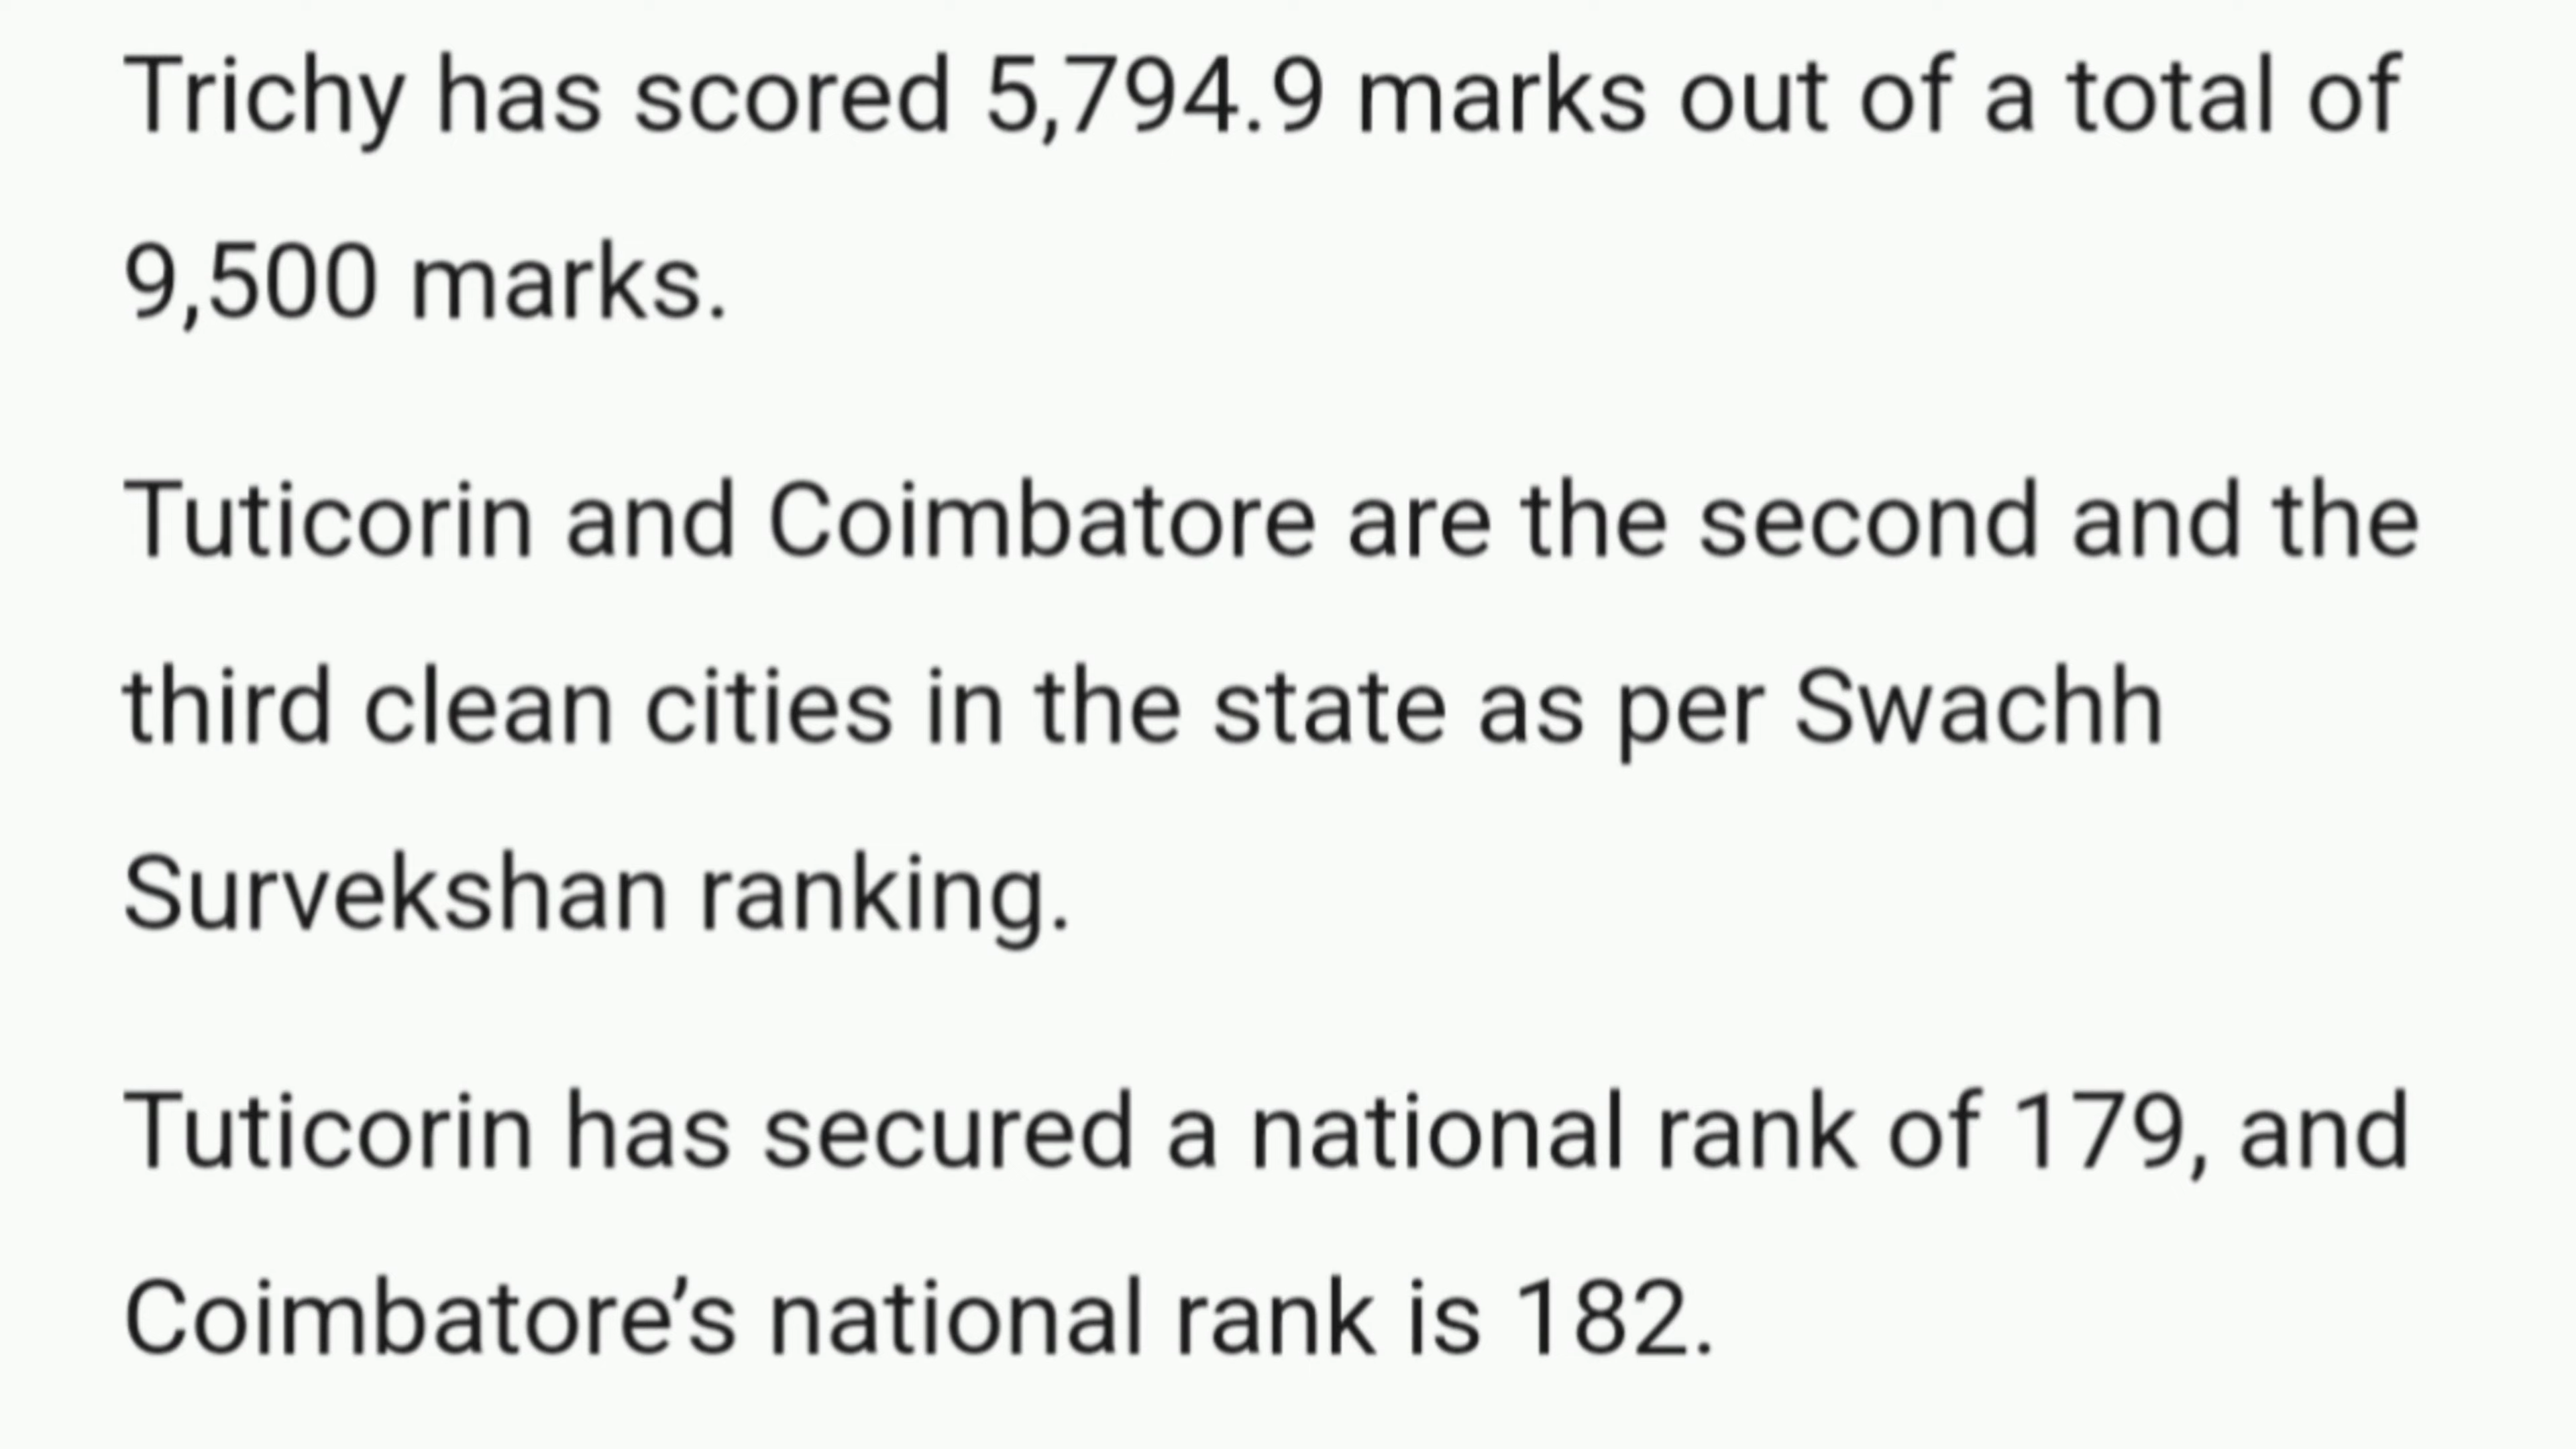 Trichy has scored 5,794.9 marks out of a total of
9,500 marks.
Tuticorin and Coimbatore are the second and the
third clean cities in the state as per Swachh
Survekshan ranking.
Tuticorin has secured a national rank of 179, and
Coimbatore’s national rank is 182.